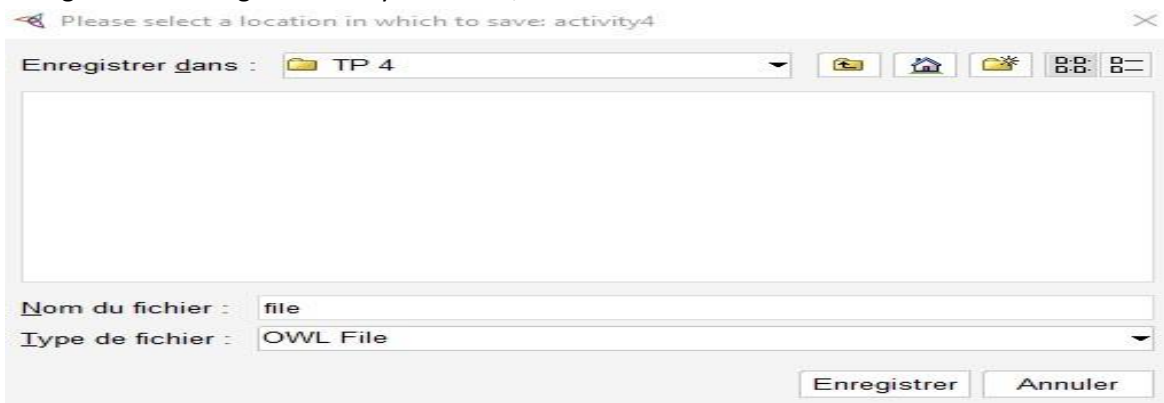 Please select a location in which to save: activity4
Enregistrer dans : TP 4
Nom du fichier : file
Type de fichier : OWL File
Enregistrer Annuler